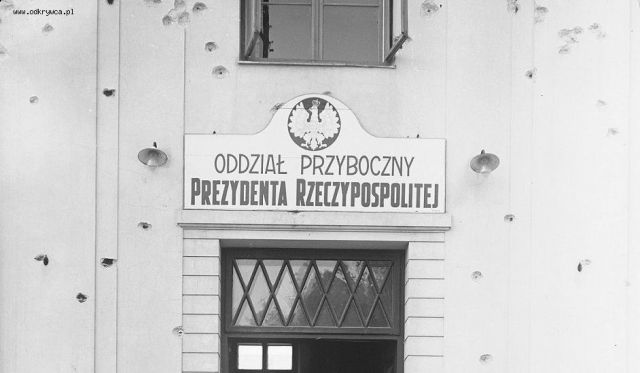 www.odkrywca.pl
ODDZIAŁ PRZYBOCZNY
PREZYDENTA RZECZYPOSPOLITEJ